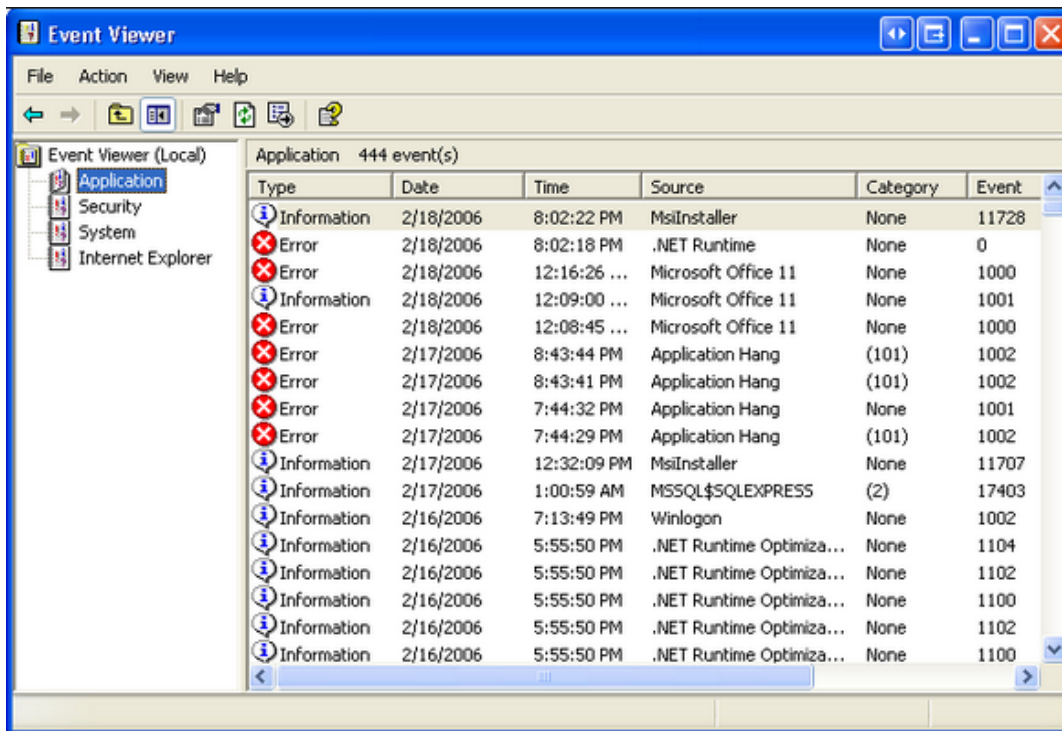 Event Viewer
File Action View Help
Event Viewer (Local)
Application
Security
System
Internet Explorer
Application 444 event(s)
Type Date Time Source Category Event
Information 2/18/2006 8:02:22 PM MsiInstaller None 11728
Error 2/18/2006 8:02:18 PM .NET Runtime None 0
Error 2/18/2006 12:16:26 ... Microsoft Office 11 None 1000
Information 2/18/2006 12:09:00 ... Microsoft Office 11 None 1001
Error 2/18/2006 12:08:45 ... Microsoft Office 11 None 1000
Error 2/17/2006 8:43:44 PM Application Hang (101) 1002
Error 2/17/2006 8:43:41 PM Application Hang (101) 1002
Error 2/17/2006 7:44:32 PM Application Hang None 1001
Error 2/17/2006 7:44:29 PM Application Hang (101) 1002
Information 2/17/2006 12:32:09 PM MsiInstaller None 11707
Information 2/17/2006 1:00:59 AM MSSQL$SQLEXPRESS (2) 17403
Information 2/16/2006 7:13:49 PM Winlogon None 1002
Information 2/16/2006 5:55:50 PM .NET Runtime Optimiza... None 1104
Information 2/16/2006 5:55:50 PM .NET Runtime Optimiza... None 1102
Information 2/16/2006 5:55:50 PM .NET Runtime Optimiza... None 1100
Information 2/16/2006 5:55:50 PM .NET Runtime Optimiza... None 1102
Information 2/16/2006 5:55:50 PM .NET Runtime Optimiza... None 1100